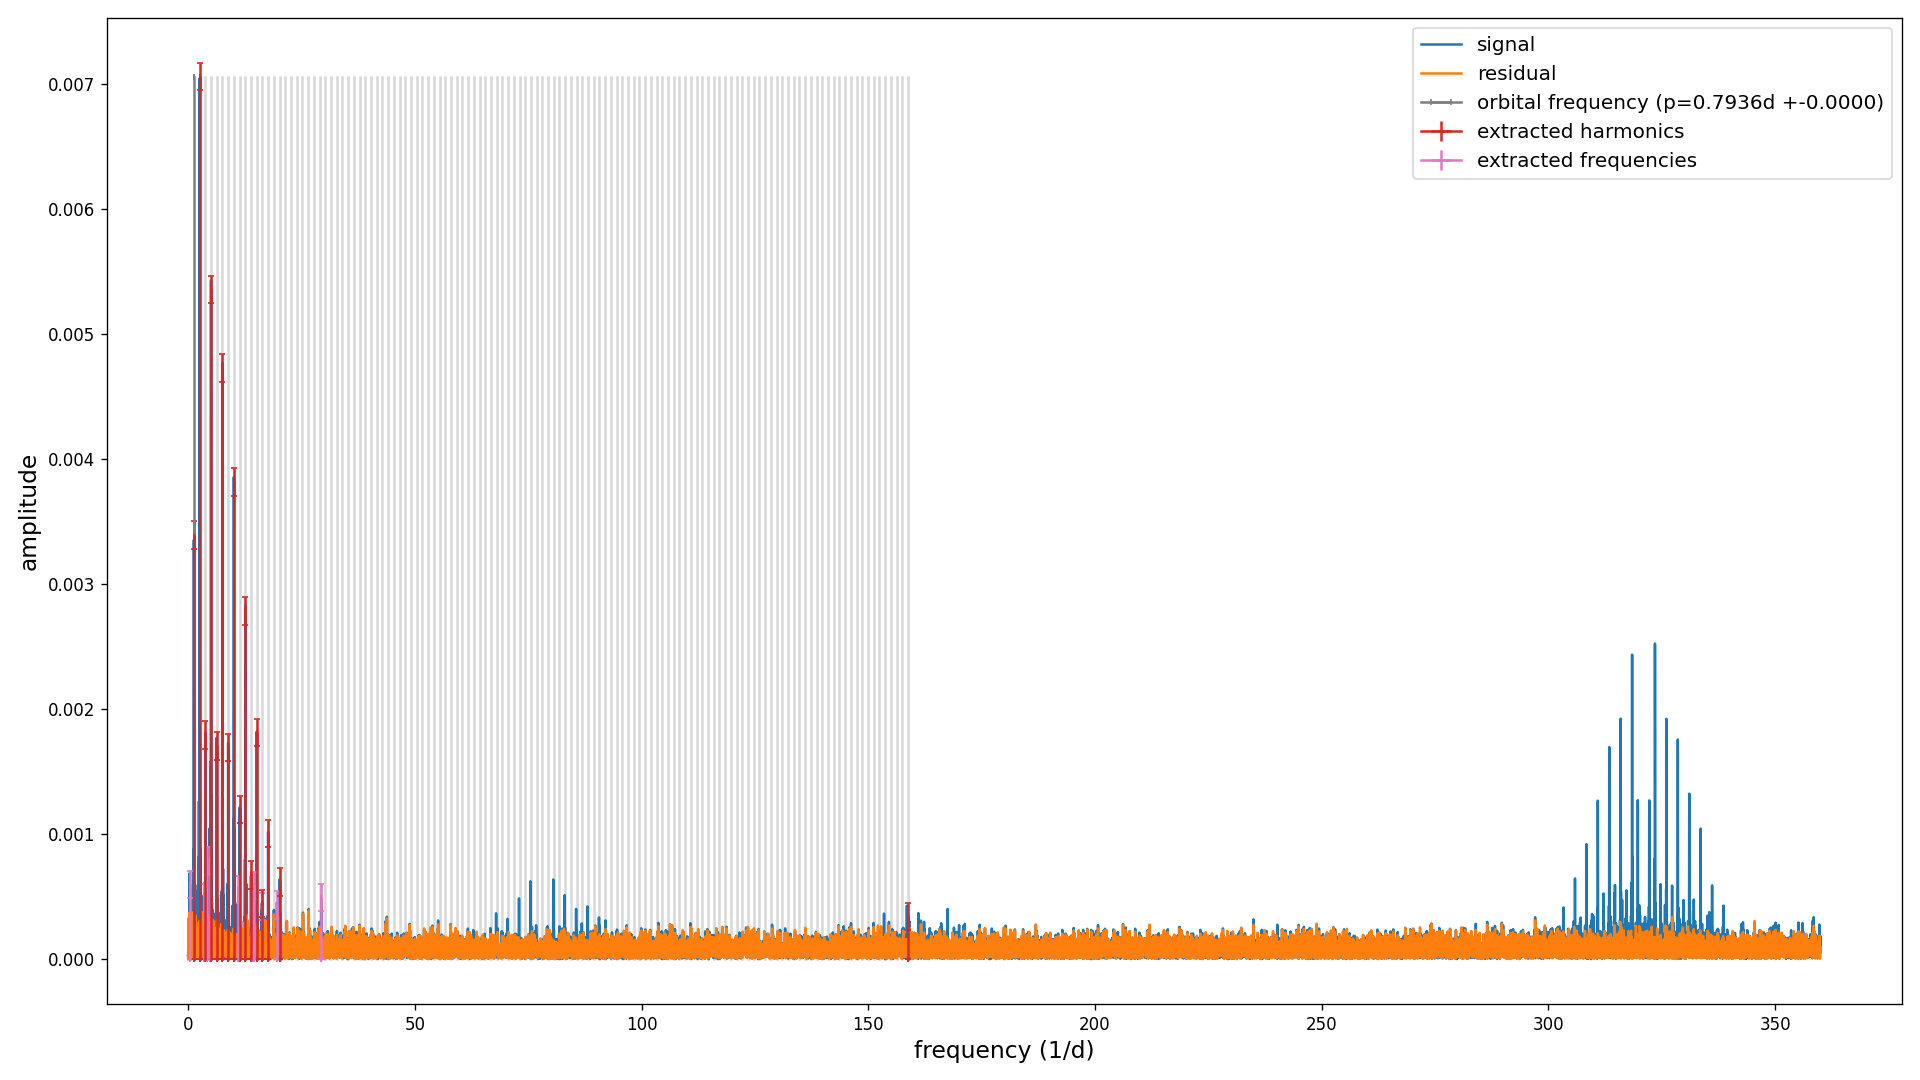 signal
residual
orbital frequency (p=0.7936d +-0.0000)
extracted harmonics
extracted frequencies
0.007
0.006
0.005
0.004
0.003
0.002
0.001
0.000
amplitude
0
50
100
150
200
250
300
350
frequency (1/d)